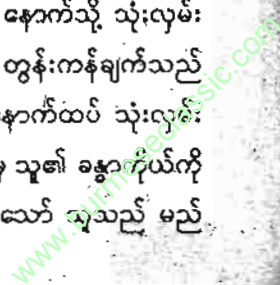 နောက်သို့ သုံးလှမ်း
တွန်းကန်ချက်သည်
နောက်ထပ် သုံးလှမ်း
သူ၏ ခန္ဓာကိုယ်ကို
သော် သူသည် မည်
www.burmeseclassic.com